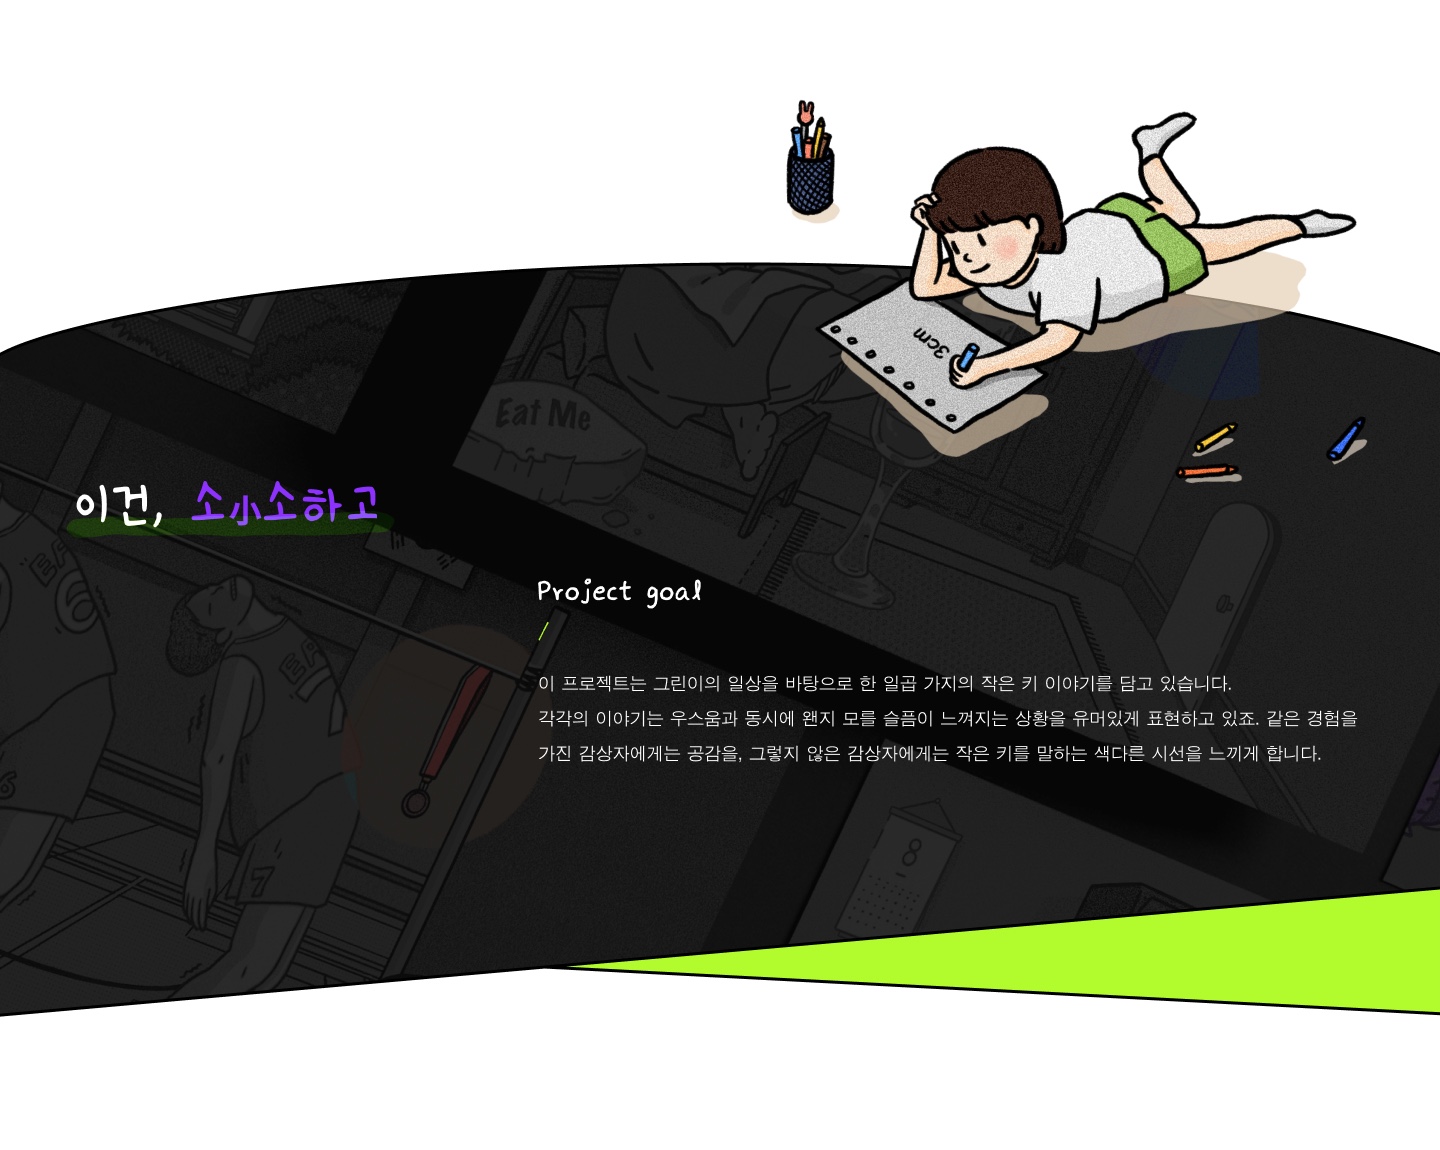 3cm
Eat Me
이건, 소小소하고
Project goal
이 프로젝트는 그린이의 일상을 바탕으로 한 일곱 가지의 작은 키 이야기를 담고 있습니다.
각각의 이야기는 우스움과 동시에 왠지 모를 슬픔이 느껴지는 상황을 유머있게 표현하고 있죠. 같은 경험을
가진 감상자에게는 공감을, 그렇지 않은 감상자에게는 작은 키를 말하는 색다른 시선을 느끼게 합니다.
6
7
8